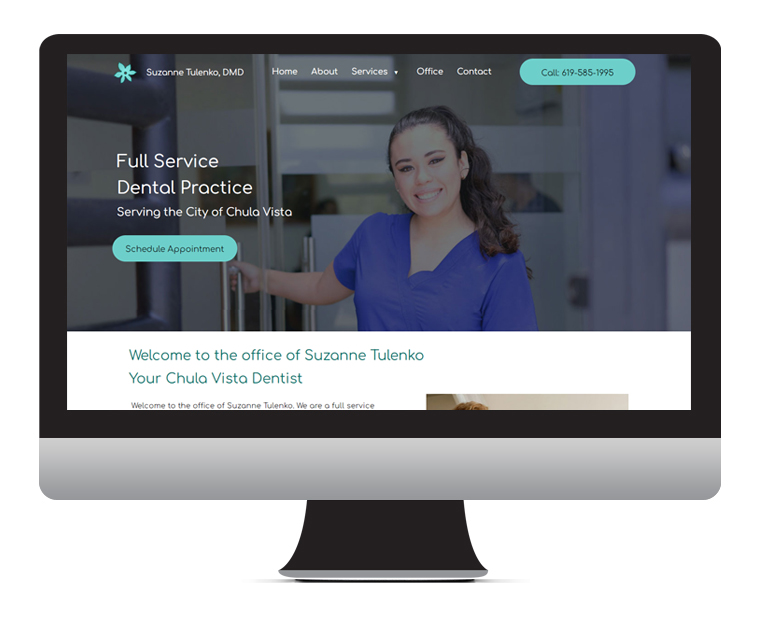 Suzanne Tulenko, DMD
Home About Services ▼ Office Contact
Call: 619-585-1995
Full Service
Dental Practice
Serving the City of Chula Vista
Schedule Appointment
Welcome to the office of Suzanne Tulenko
Your Chula Vista Dentist
Welcome to the office of Suzanne Tulenko. We are a full service